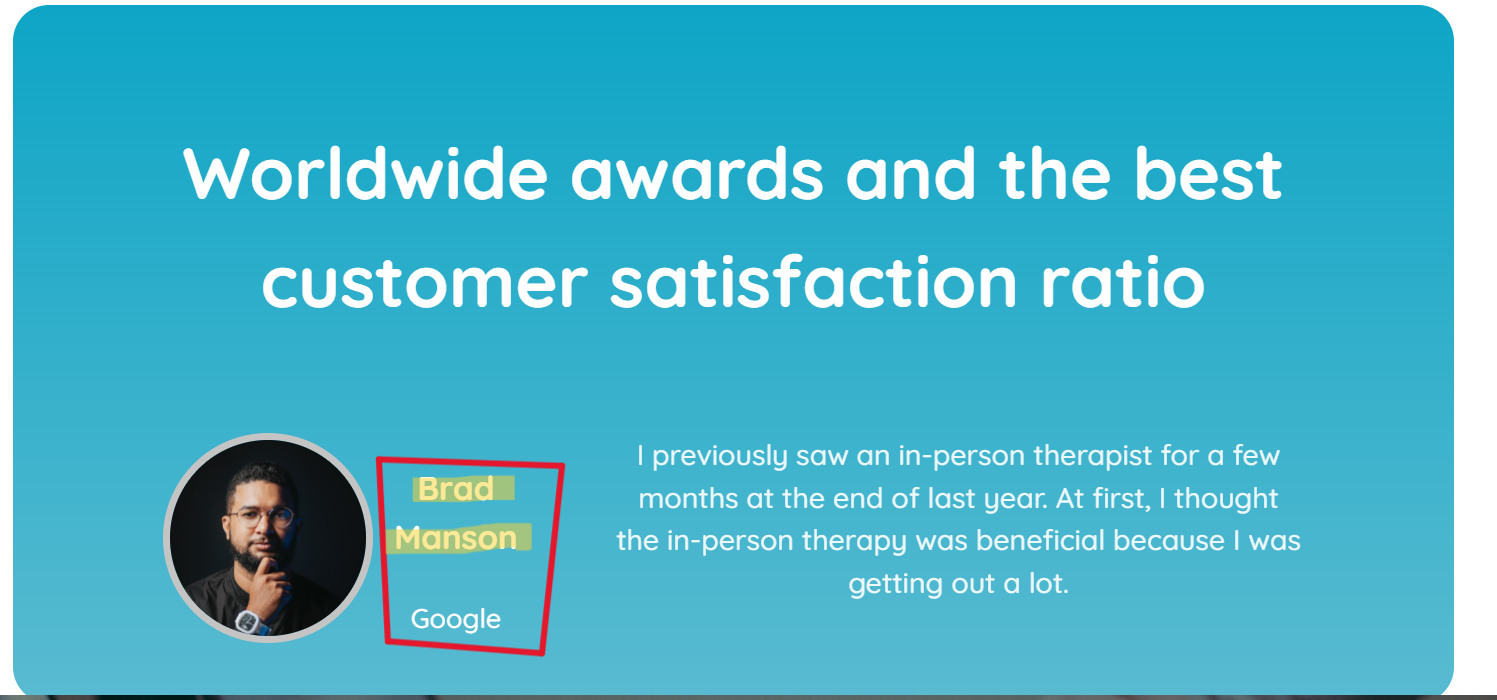 Worldwide awards and the best
customer satisfaction ratio
Brad
Manson
Google
I previously saw an in-person therapist for a few
months at the end of last year. At first, I thought
the in-person therapy was beneficial because I was
getting out a lot.